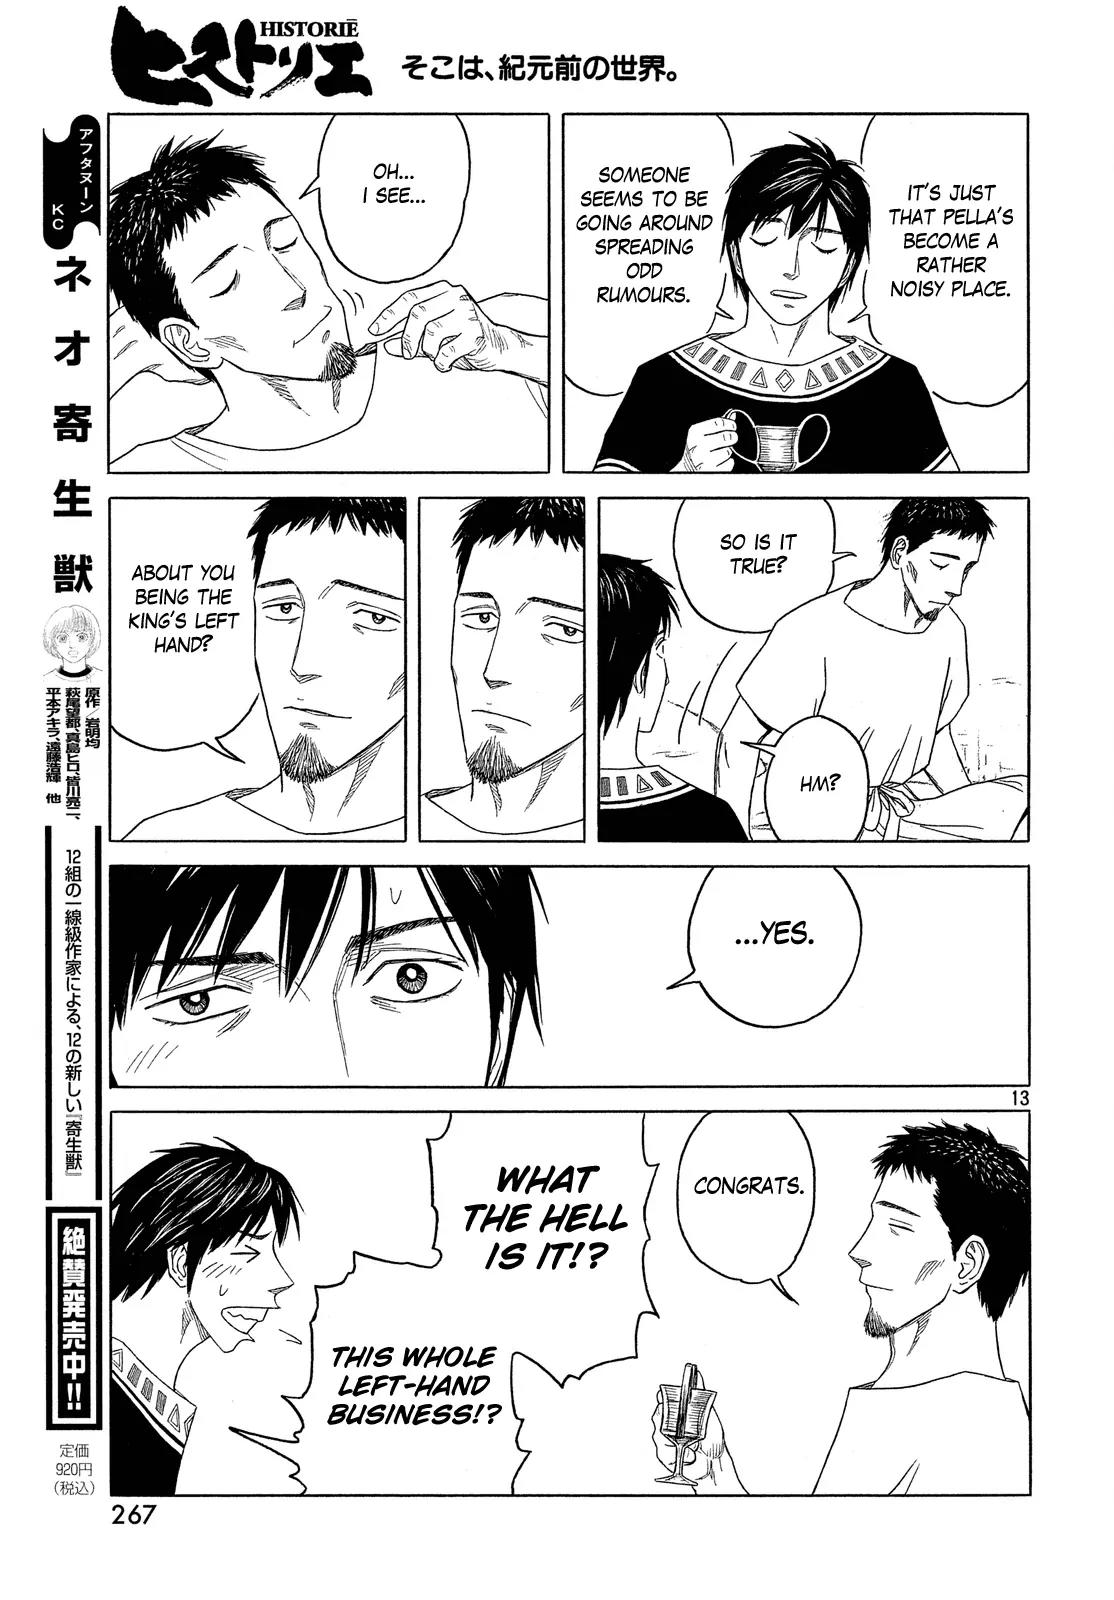 HISTORIĒ
ヒストリエ
そこは、紀元前の世界。
IT'S JUST
THAT PELLA'S
BECOME A
RATHER
NOISY PLACE.
SOMEONE
SEEMS TO BE
GOING AROUND
SPREADING
ODD
RUMOURS.
OH...
I SEE...
SO IS IT
TRUE?
HM?
ABOUT YOU
BEING THE
KING'S LEFT
HAND?
...YES.
13
CONGRATS.
WHAT
THE HELL
IS IT!?
THIS WHOLE
LEFT-HAND
BUSINESS!?
アフタヌーン
KC
ネオ寄生獣
原作／岩明均
萩尾望都、真島ヒロ、皆川亮二、
平本アキラ、遠藤浩輝 他
12組の一線級作家による、12の新しい『寄生獣』
絶賛発売中!!
定価
920円
(税込)
267